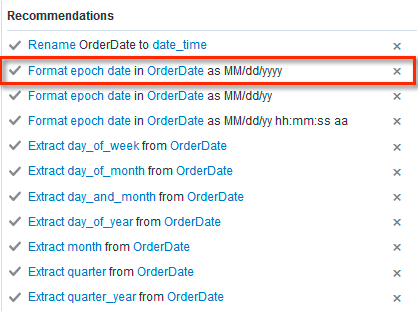 Recommendations
Rename OrderDate to date_time
Format epoch date in OrderDate as MM/dd/yyyy
Format epoch date in OrderDate as MM/dd/yy
Format epoch date in OrderDate as MM/dd/yy hh:mm:ss aa
Extract day_of_week from OrderDate
Extract day_of_month from OrderDate
Extract day_and_month from OrderDate
Extract day_of_year from OrderDate
Extract month from OrderDate
Extract quarter from OrderDate
Extract quarter_year from OrderDate